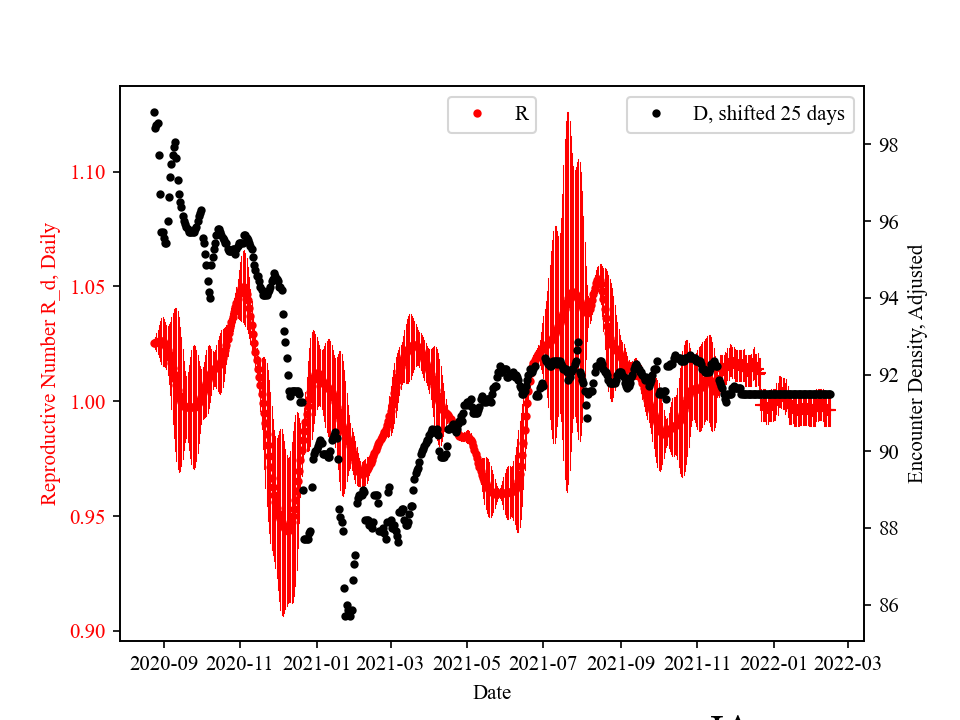 R
D, shifted 25 days
1.10
1.05
1.00
0.95
0.90
Reproductive Number R_d, Daily
98
96
94
92
90
88
86
Encounter Density, Adjusted
2020-09 2020-11 2021-01 2021-03 2021-05 2021-07 2021-09 2021-11 2022-01 2022-03
Date